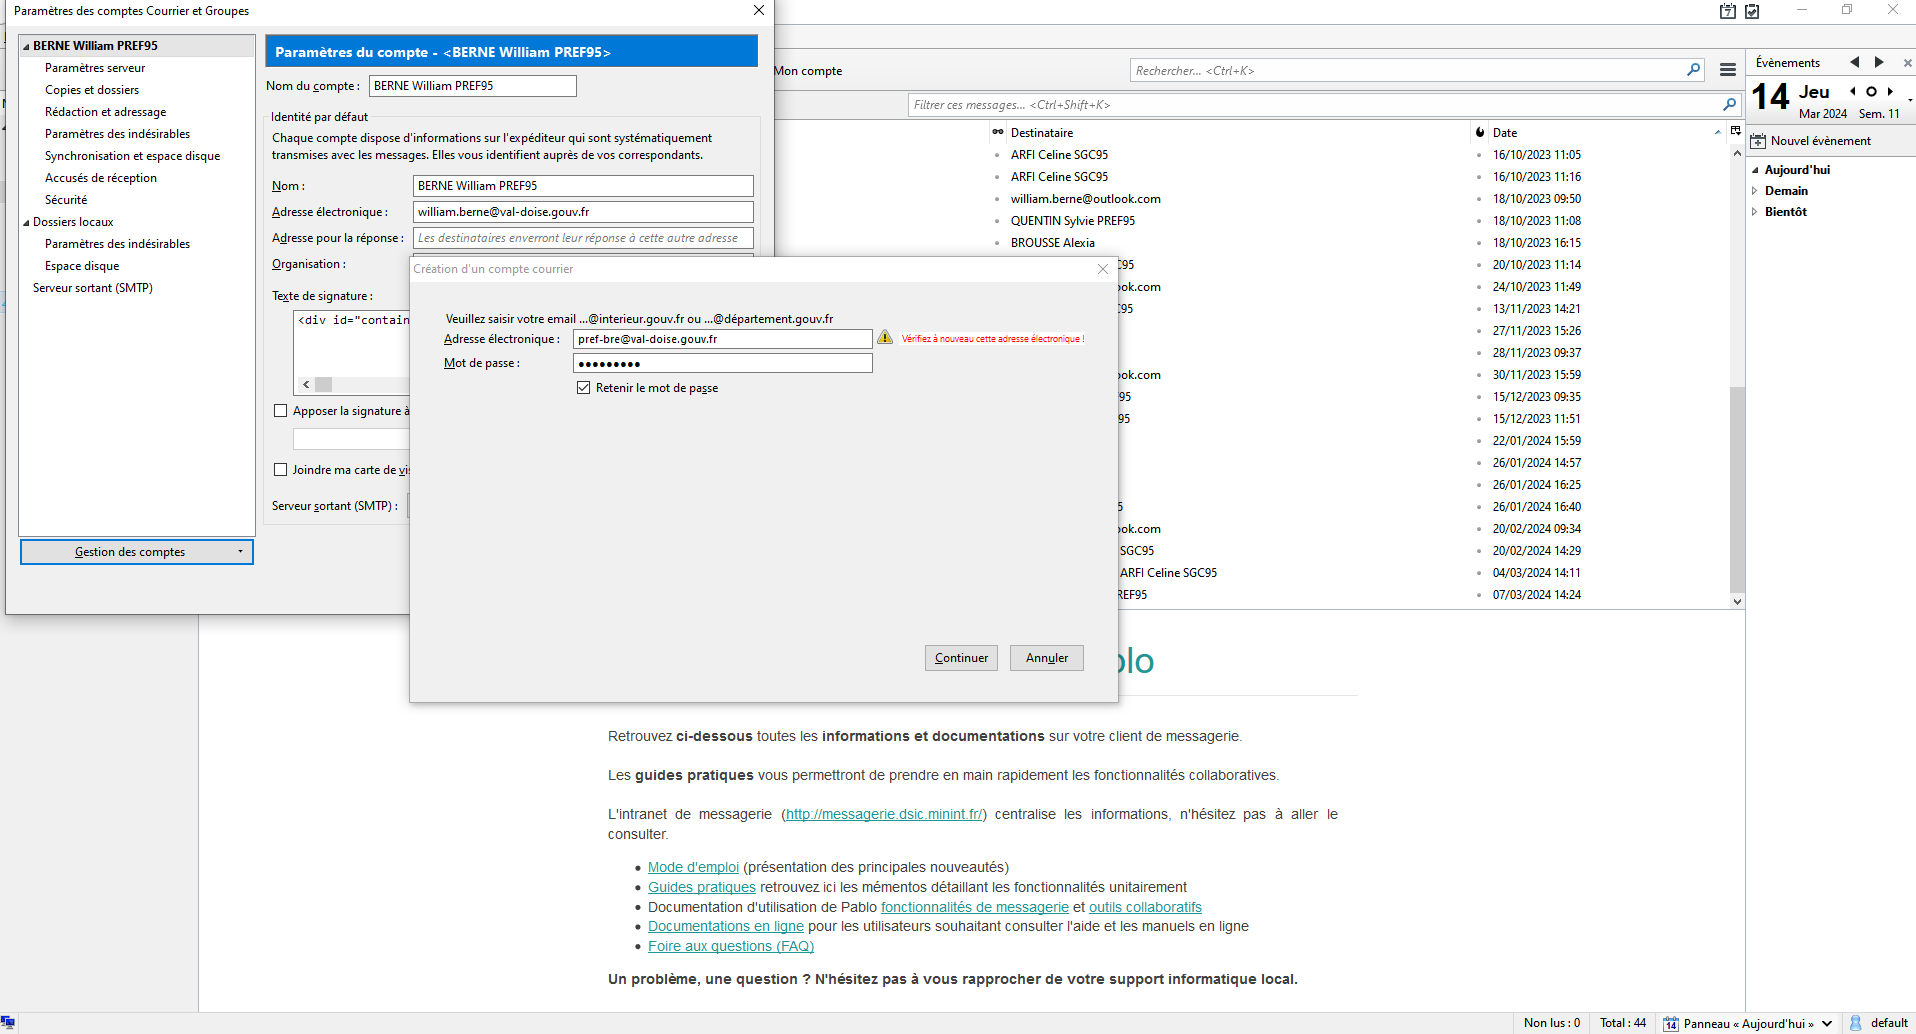 Paramètres des comptes Courrier et Groupes
BERNE William PREF95
Paramètres serveur
Copies et dossiers
Rédaction et adressage
Paramètres des indésirables
Synchronisation et espace disque
Accusés de réception
Sécurité
Dossiers locaux
Paramètres des indésirables
Espace disque
Serveur sortant (SMTP)
Gestion des comptes
Paramètres du compte - <BERNE William PREF95>
Nom du compte : BERNE William PREF95
Identité par défaut
Chaque compte dispose d'informations sur l'expéditeur qui sont systématiquement
transmises avec les messages. Elles vous identifient auprès de vos correspondants.
Nom : BERNE William PREF95
Adresse électronique : william.berne@val-doise.gouv.fr
Adresse pour la réponse : Les destinataires enverront leur réponse à cette autre adresse
Organisation :
Texte de signature :
<div id="contain
Apposer la signature à
Joindre ma carte de vis
Serveur sortant (SMTP) :
Création d'un compte courrier
Veuillez saisir votre email ...@interieur.gouv.fr ou ...@département.gouv.fr
Adresse électronique : pref-bre@val-doise.gouv.fr Vérifiez à nouveau cette adresse électronique !
Mot de passe : ●●●●●●●●●
Retenir le mot de passe
Continuer Annuler
Mon compte
Rechercher... <Ctrl+K>
Filtrer ces messages... <Ctrl+Shift+K>
Destinataire Date
ARFI Celine SGC95 16/10/2023 11:05
ARFI Celine SGC95 16/10/2023 11:16
william.berne@outlook.com 18/10/2023 09:50
QUENTIN Sylvie PREF95 18/10/2023 11:08
BROUSSE Alexia 18/10/2023 16:15
C95 20/10/2023 11:14
ook.com 24/10/2023 11:49
C95 13/11/2023 14:21
27/11/2023 15:26
28/11/2023 09:37
ook.com 30/11/2023 15:59
95 15/12/2023 09:35
95 15/12/2023 11:51
22/01/2024 15:59
26/01/2024 14:57
26/01/2024 16:25
5 26/01/2024 16:40
ook.com 20/02/2024 09:34
SGC95 20/02/2024 14:29
ARFI Celine SGC95 04/03/2024 14:11
REF95 07/03/2024 14:24
7
Évènements
14 Jeu
Mar 2024 Sem. 11
Nouvel évènement
Aujourd'hui
Demain
Bientôt
blo
Retrouvez ci-dessous toutes les informations et documentations sur votre client de messagerie.
Les guides pratiques vous permettront de prendre en main rapidement les fonctionnalités collaboratives.
L'intranet de messagerie (http://messagerie.dsic.minint.fr/) centralise les informations, n'hésitez pas à aller le
consulter.
Mode d'emploi (présentation des principales nouveautés)
Guides pratiques retrouvez ici les mémentos détaillant les fonctionnalités unitairement
Documentation d'utilisation de Pablo fonctionnalités de messagerie et outils collaboratifs
Documentations en ligne pour les utilisateurs souhaitant consulter l'aide et les manuels en ligne
Foire aux questions (FAQ)
Un problème, une question ? N'hésitez pas à vous rapprocher de votre support informatique local.
Non lus : 0 Total : 44 14 Panneau « Aujourd'hui » default